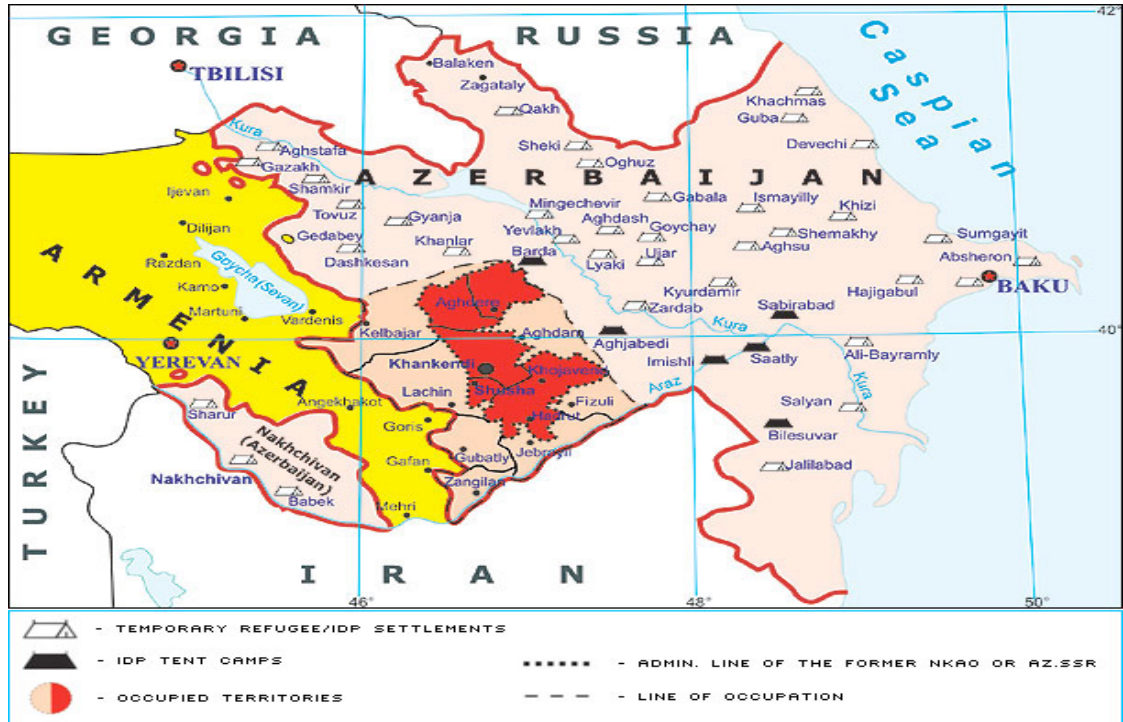 GEORGIA
RUSSIA
42°
TBILISI
Balaken
Zagataly
Caspian
Sea
Qakh
Khachmas
Guba
Kura
Aghstafa
Sheki
Devechi
Gazakh
Oghuz
AZERBAIJAN
Shamkir
Ijevan
Tovuz
Mingechevir
Gabala
Ismayilly
Khizi
Gyanja
Aghdash
Dilijan
Gedabey
Yevlakh
Goychay
Shemakhy
Sumgayit
Khanlar
Barda
Ujar
Aghsu
Absheron
Razdan
Goycha(Sevan)
Dashkesan
Lyaki
Kamo
Kyurdamir
Hajigabul
BAKU
ARMENIA
Aghdere
Zardab
Sabirabad
Martuni
Vardenis
Kelbajar
Aghdam
Kura
40°
YEREVAN
Aghjabedi
Imishli
Saatly
Ali-Bayramly
Khankendi
Khojavend
Araz
Kura
TURKEY
Lachin
Shusha
Angekhakot
Fizuli
Salyan
Sharur
Goris
Hadrut
Bilesuvar
Nakhchivan
(Azerbaijan)
Gubatly
Jebrayil
Gafan
Jalilabad
Nakhchivan
Zangilan
Babek
Mehri
IRAN
46°
48°
50°
- TEMPORARY REFUGEE/IDP SETTLEMENTS
- IDP TENT CAMPS
- ADMIN. LINE OF THE FORMER NKAO OR AZ.SSR
- OCCUPIED TERRITORIES
- LINE OF OCCUPATION